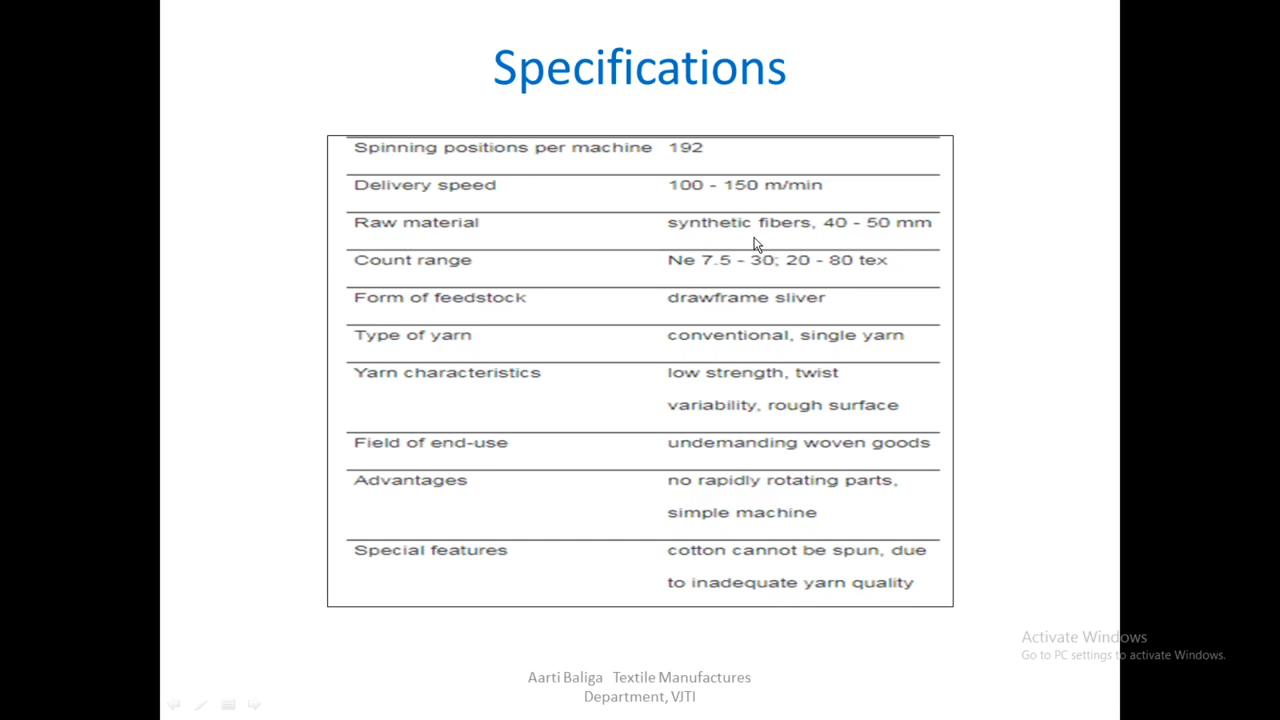 Specifications
Spinning positions per machine 192
Delivery speed 100 - 150 m/min
Raw material synthetic fibers, 40 - 50 mm
Count range Ne 7.5 - 30; 20 - 80 tex
Form of feedstock drawframe sliver
Type of yarn conventional, single yarn
Yarn characteristics low strength, twist
variability, rough surface
Field of end-use undemanding woven goods
Advantages no rapidly rotating parts,
simple machine
Special features cotton cannot be spun, due
to inadequate yarn quality
Activate Windows
Go to PC settings to activate Windows.
Aarti Baliga Textile Manufactures
Department, VJTI